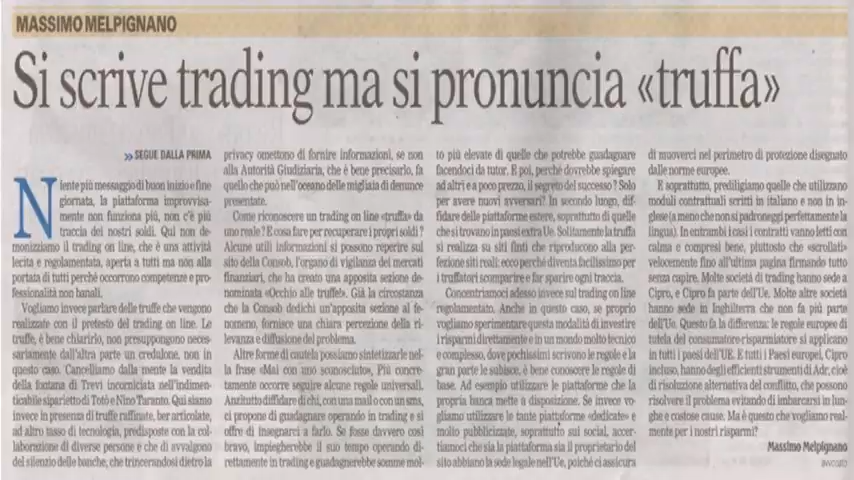 MASSIMO MELPIGNANO
Si scrive trading ma si pronuncia «truffa»
» SEGUE DALLA PRIMA
Niente più messaggio di buon inizio e fine
giornata, la piattaforma improvvisa-
mente non funziona più, non c'è più
traccia dei nostri soldi. Qui non de-
monizziamo il trading on line, che è una attività
lecita e regolamentata, aperta a tutti ma non alla
portata di tutti perché occorrono competenze e pro-
fessionalità non banali.
Vogliamo invece parlare delle truffe che vengono
realizzate con il pretesto del trading on line. Le
truffe, è bene chiarirlo, non presuppongono neces-
sariamente dall'altra parte un credulone, non in
questo caso. Cancelliamo dalla mente la vendita
della fontana di Trevi incorniciata nell'indimen-
ticabile siparietto di Totò e Nino Taranto. Qui siamo
invece in presenza di truffe raffinate, ber articolate,
ad altro tasso di tecnologia, predisposte con la col-
laborazione di diverse persone e che di avvalgono
del silenzio delle banche, che trincerandosi dietro la
privacy omettono di fornire informazioni, se non
alla Autorità Giudiziaria, che è bene precisarlo, fa
quello che può nell'oceano delle migliaia di denunce
presentate.
Come riconoscere un trading on line «truffa» da
uno reale? E cosa fare per recuperare i propri soldi?
Alcune utili informazioni si possono reperire sul
sito della Consob, l'organo di vigilanza del mercati
finanziari, che ha creato una apposita sezione de-
nominata «Occhio alle truffe!». Già la circostanza
che la Consob dedichi un'apposita sezione al fe-
nomeno, fornisce una chiara percezione della ri-
levanza e diffusione del problema.
Altre forme di cautela possiamo sintetizzarle nel-
la frase «Mai con uno sconosciuto». Più concreta-
mente occorre seguire alcune regole universali.
Anzitutto diffidare di chi, con una mail o con un sms,
ci propone di guadagnare operando in trading e si
offre di insegnarci a farlo. Se fosse davvero così
bravo, impiegherebbe il suo tempo operando di-
rettamente in trading e guadagnerebbe somme mol-
to più elevate di quelle che potrebbe guadagnare
facendoci da tutor. E poi, perché dovrebbe spiegare
ad altri e a poco prezzo, il segreto del successo? Solo
per avere nuovi avversari? In secondo luogo, dif-
fidare delle piattaforme estere, soprattutto di quelle
che si trovano in paesi extra Ue. Solitamente la truffa
si realizza su siti finti che riproducono alla per-
fezione siti reali: ecco perché diventa facilissimo per
i truffatori scomparire e far sparire ogni traccia.
Concentriamoci adesso invece sul trading on line
regolamentato. Anche in questo caso, se proprio
vogliamo sperimentare questa modalità di investire
i risparmi direttamente e in un mondo molto tecnico
e complesso, dove pochissimi scrivono le regole e la
gran parte le subisce, è bene conoscere le regole di
base. Ad esempio utilizzare le piattaforme che la
propria banca mette a disposizione. Se invece vo-
gliamo utilizzare le tante piattaforme «dedicate» e
molto pubblicizzate, soprattutto sui social, accer-
tiamoci che sia la piattaforma sia il proprietario del
sito abbiano la sede legale nell'Ue, poiché ci assicura
di muoverci nel perimetro di protezione disegnato
dalle norme europee.
E soprattutto, prediligiamo quelle che utilizzano
moduli contrattuali scritti in italiano e non in in-
glese (a meno che non si padroneggi perfettamente la
lingua). In entrambi i casi i contratti vanno letti con
calma e compresi bene, piuttosto che «scrollati»
velocemente fino all'ultima pagina firmando tutto
senza capire. Molte società di trading hanno sede a
Cipro, e Cipro fa parte dell'Ue. Molte altre società
hanno sede in Inghilterra che non fa più parte
dell'Ue. Questo fa la differenza: le regole europee di
tutela del consumatore-risparmiatore si applicano
in tutti i paesi dell'UE. E tutti i Paesi europei, Cipro
incluso, hanno degli efficienti strumenti di Adr, cioè
di risoluzione alternativa del conflitto, che possono
risolvere il problema evitando di imbarcarsi in lun-
ghe e costose cause. Ma è questo che vogliamo real-
mente per i nostri risparmi?
Massimo Melpignano
avvocato